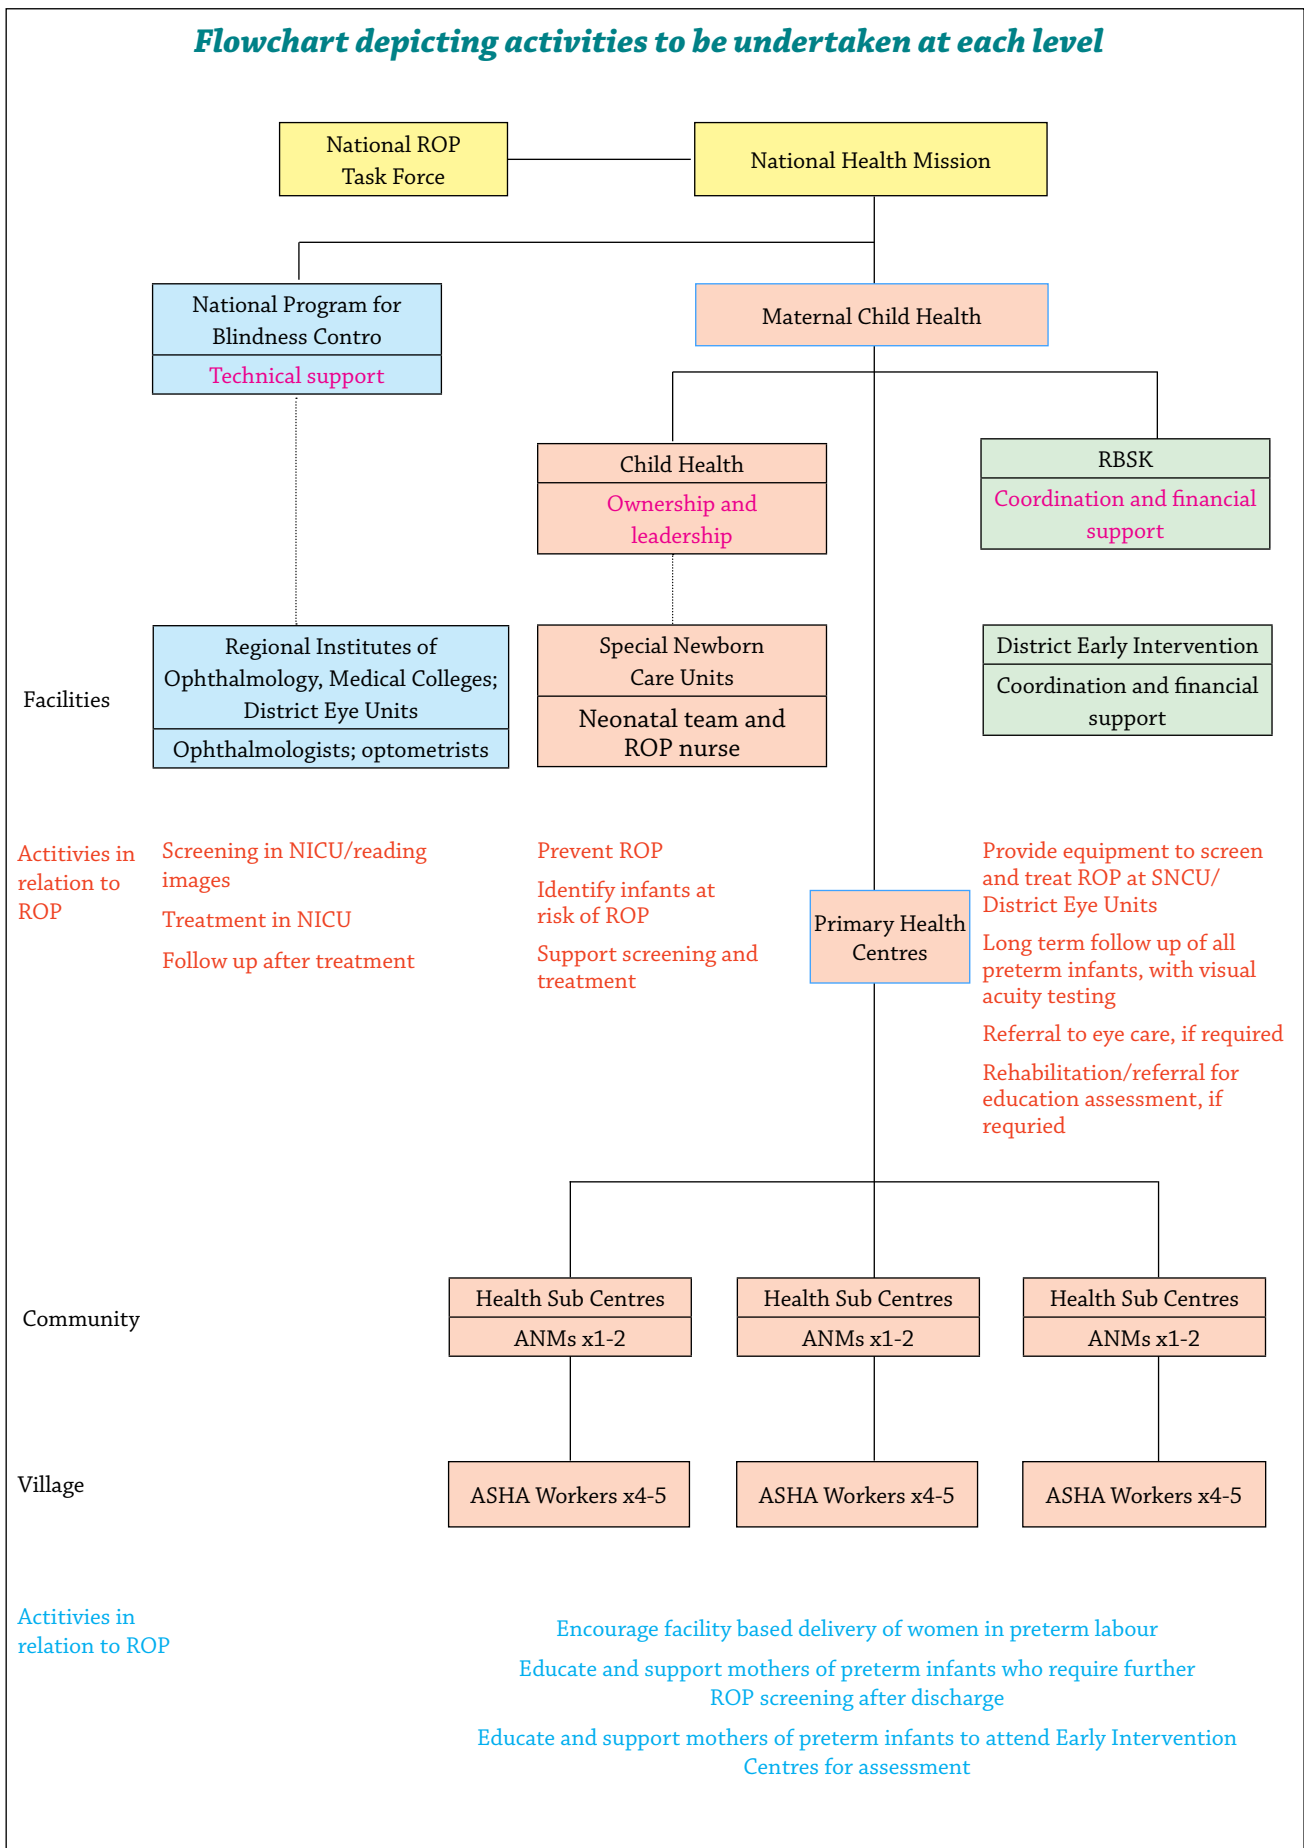 Flowchart depicting activities to be undertaken at each level
National ROP
Task Force
National Health Mission
National Program for
Blindness Contro
Technical support
Maternal Child Health
Child Health
Ownership and
leadership
RBSK
Coordination and financial
support
Facilities
Regional Institutes of
Ophthalmology, Medical Colleges;
District Eye Units
Ophthalmologists; optometrists
Special Newborn
Care Units
Neonatal team and
ROP nurse
District Early Intervention
Coordination and financial
support
Actitivies in
relation to
ROP
Screening in NICU/reading
images
Treatment in NICU
Follow up after treatment
Prevent ROP
Identify infants at
risk of ROP
Support screening and
treatment
Primary Health
Centres
Provide equipment to screen
and treat ROP at SNCU/
District Eye Units
Long term follow up of all
preterm infants, with visual
acuity testing
Referral to eye care, if required
Rehabilitation/referral for
education assessment, if
requried
Community
Health Sub Centres
ANMs x1-2
Health Sub Centres
ANMs x1-2
Health Sub Centres
ANMs x1-2
Village
ASHA Workers x4-5
ASHA Workers x4-5
ASHA Workers x4-5
Actitivies in
relation to ROP
Encourage facility based delivery of women in preterm labour
Educate and support mothers of preterm infants who require further
ROP screening after discharge
Educate and support mothers of preterm infants to attend Early Intervention
Centres for assessment